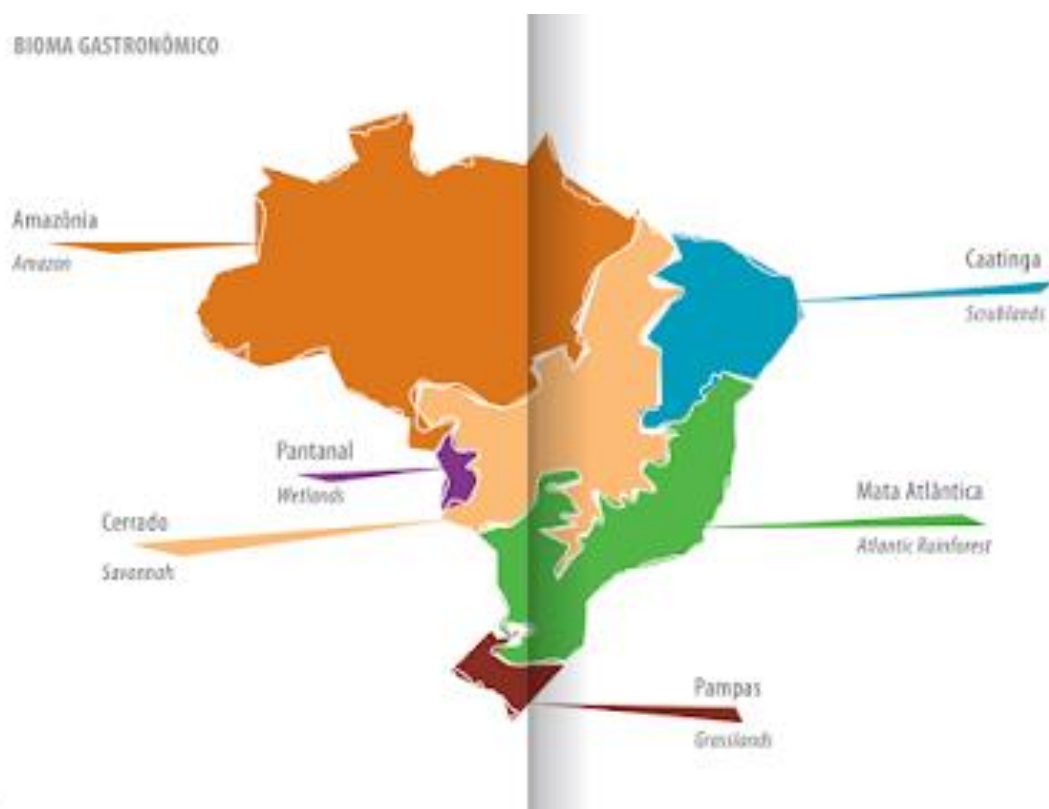 BIOMA GASTRONÔMICO
Amazônia
Amazon
Caatinga
Scrublands
Pantanal
Wetlands
Cerrado
Savannah
Mata Atlântica
Atlantic Rainforest
Pampas
Grasslands